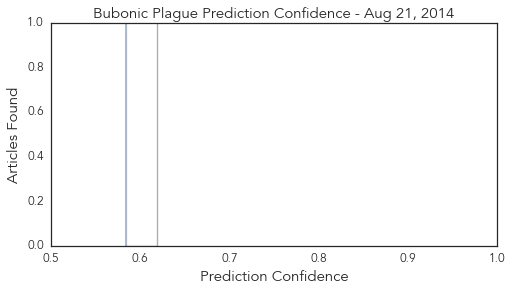 Bubonic Plague Prediction Confidence - Aug 21, 2014
1.0
0.8
0.6
0.4
0.2
0.0
Articles Found
0.5 0.6 0.7 0.8 0.9 1.0
Prediction Confidence